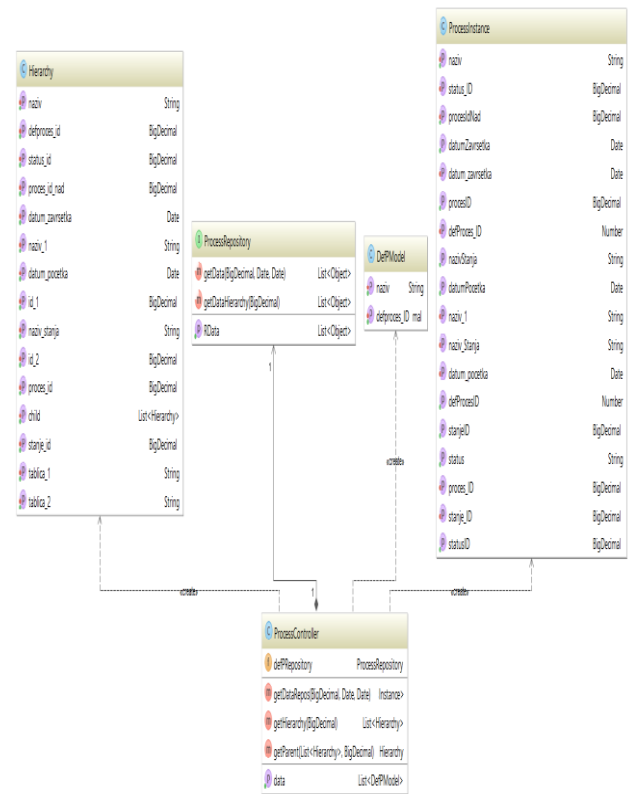 Hierarchy
naziv String
defproces_id BigDecimal
status_id BigDecimal
proces_id_nad BigDecimal
datum_zavrsetka Date
naziv_1 String
datum_pocetka Date
id_1 BigDecimal
naziv_stanja String
id_2 BigDecimal
proces_id BigDecimal
child List<Hierarchy>
stanje_id BigDecimal
tablica_1 String
tablica_2 String
ProcessRepository
getData(BigDecimal, Date, Date) List<Object>
getDataHierarchy(BigDecimal) List<Object>
RData List<Object>
DefPModel
naziv String
defproces_ID mal
ProcessInstance
naziv String
status_ID BigDecimal
procesIdNad BigDecimal
datumZavrsetka Date
datum_zavrsetka Date
procesID BigDecimal
defProces_ID Number
nazivStanja String
datumPocetka Date
naziv_1 String
naziv_Stanja String
datum_pocetka Date
defProcesID Number
stanjeID BigDecimal
status String
proces_ID BigDecimal
stanje_ID BigDecimal
statusID BigDecimal
1
«create»
«create»
1
«create»
ProcessController
defPRepository ProcessRepository
getDataRepos(BigDecimal, Date, Date) Instance>
getHierarchy(BigDecimal) List<Hierarchy>
getParent(List<Hierarchy>, BigDecimal) Hierarchy
data List<DefPModel>